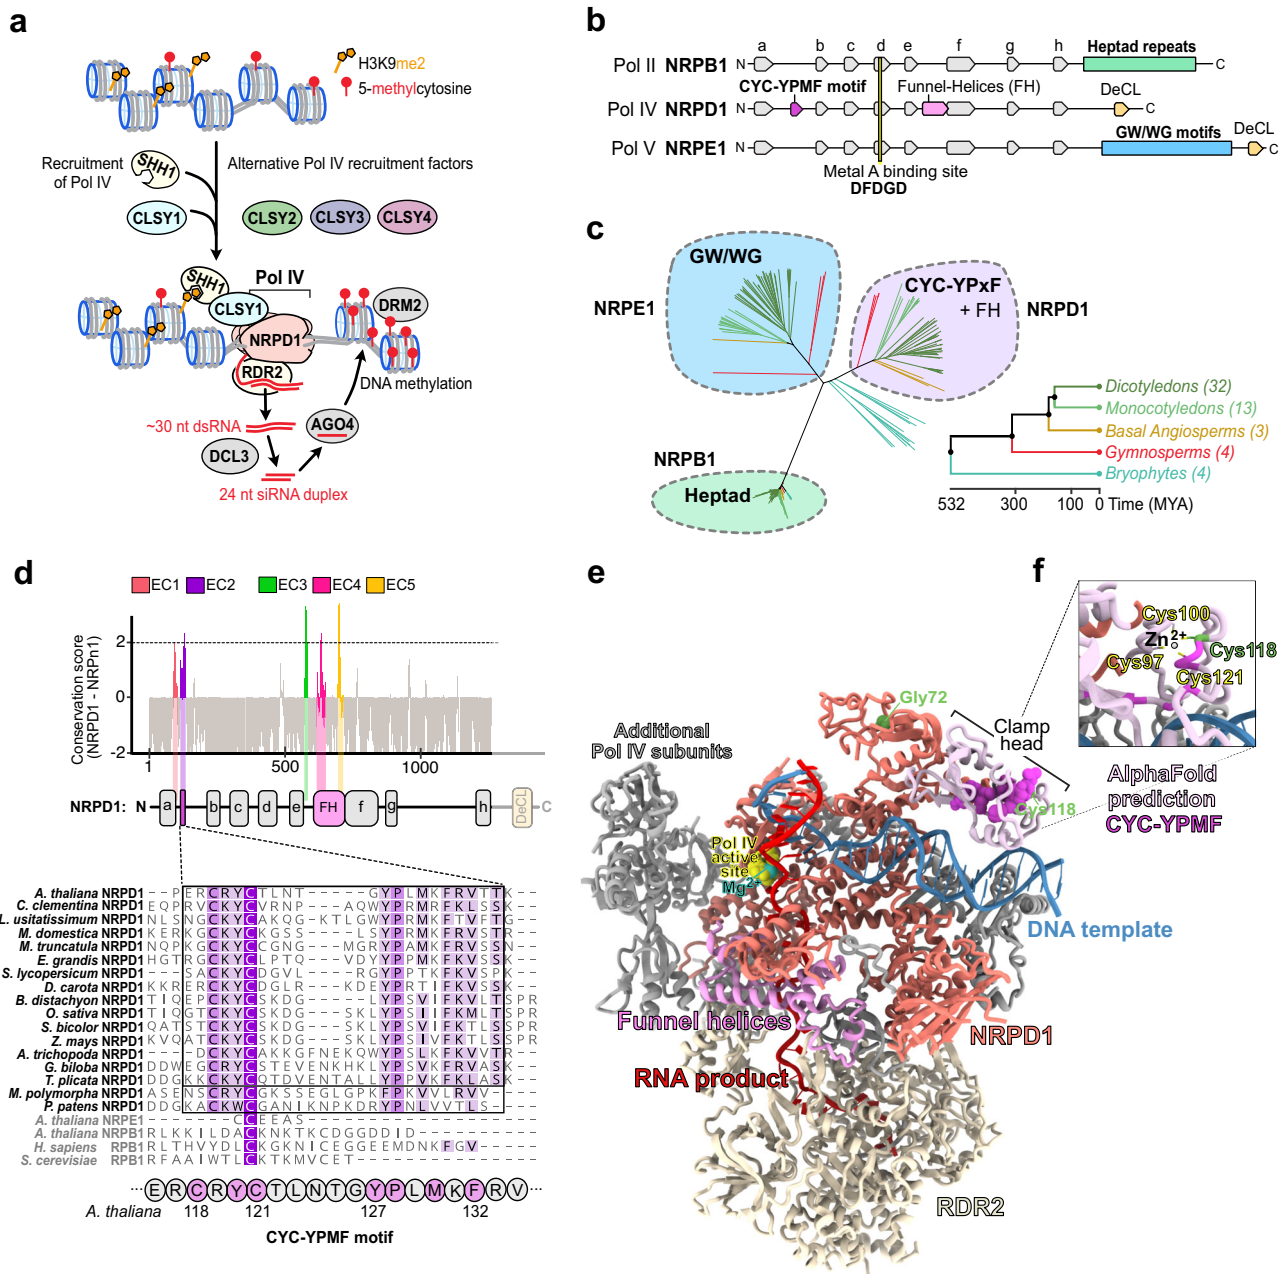 a
H3K9me2
5-methylcytosine
Recruitment
of Pol IV
SHH1
Alternative Pol IV recruitment factors
CLSY1
CLSY2
CLSY3
CLSY4
SHH1
Pol IV
CLSY1
NRPD1
DRM2
RDR2
DNA methylation
~30 nt dsRNA
AGO4
DCL3
24 nt siRNA duplex
b
a b c d e f g h
Heptad repeats
Pol II NRPB1 N C
CYC-YPMF motif
Funnel-Helices (FH)
DeCL
Pol IV NRPD1 N C
GW/WG motifs
DeCL
Pol V NRPE1 N C
Metal A binding site
DFDGD
c
GW/WG
NRPE1
CYC-YPxF
+ FH
NRPD1
NRPB1
Heptad
Dicotyledons (32)
Monocotyledons (13)
Basal Angiosperms (3)
Gymnosperms (4)
Bryophytes (4)
532 300 100 0 Time (MYA)
d
EC1 EC2 EC3 EC4 EC5
Conservation score
(NRPD1 - NRPn1)
2
0
-2
1 500 1000
NRPD1: N a b c d e FH f g h DeCL C
A. thaliana NRPD1 - - P E R C R Y C T L N T - - - - G Y P L M K F R V T T K -
C. clementina NRPD1 E Q P R V C K Y C V R N P - - - A Q W Y P R M K F K L S S K -
L. usitatissimum NRPD1 N L S N G C K Y C A K Q G - K T L G W Y P R M K F T V F T G -
M. domestica NRPD1 K E R K G C K Y C K G S S - - - - L S Y P R M K F R V S T R -
M. truncatula NRPD1 N Q P K G C K Y C C G N G - - - M G R Y P A M K F R V S S N -
E. grandis NRPD1 H G T R G C K Y C L P T Q - - - V D Y Y P P M K F R V S T K -
S. lycopersicum NRPD1 - - - S A C K Y C D G V L - - - - R G Y P P T K F K V S P K -
D. carota NRPD1 K K R E R C K Y C D G L R - - - K D E Y P R T I F K V S S K -
B. distachyon NRPD1 T I Q E P C K Y C S K D G - - - - - L Y P S V I F K V L T S P R
O. sativa NRPD1 T I Q G T C K Y C S K D G - - - S K L Y P S I I F K M L T S P R
S. bicolor NRPD1 Q A T S T C K Y C S K D G - - - S K L Y P S V I F K T L S S P R
Z. mays NRPD1 K V Q A T C K Y C S K D G - - - S K L Y P S V I F K T L S S P R
A. trichopoda NRPD1 - - - - D C K Y C A K K G F N E K Q W Y P S L M F K V V T R -
G. biloba NRPD1 D D W E G C R Y C S T E V E N K H L Y P S V K F R V A S K -
T. plicata NRPD1 D D G K K C K Y C Q T D V E N T A L L Y P E V K F K L A S K -
M. polymorpha NRPD1 A S E N S C R Y C G K S S E G L G P K F P K V V L R V V - - -
P. patens NRPD1 D D G K A C K W C G A N I K N P K D R Y P N L V V T L S - -
A. thaliana NRPE1 - - - - - - - C C E E A S - - - - - - - - - - - - - - - - - -
A. thaliana NRPB1 R L K K I L D A C K N K T K C D G G D D I D - - - - - - - -
H. sapiens RPB1 R L T H V Y D L C K G K N I C E G G E E M D N K F G V - - -
S. cerevisiae RPB1 R F A A I W T L C K T K M V C E T - - - - - - - - - - - -
... E R C R Y C T L N T G Y P L M K F R V ...
A. thaliana 118 121 127 132
CYC-YPMF motif
e
Gly72
Additional
Pol IV subunits
Clamp
head
Cys118
Pol IV
active
site
Mg2+
DNA template
Funnel helices
NRPD1
RNA product
RDR2
f
Cys100
Zn2+
Cys118
Cys97
Cys121
AlphaFold
prediction
CYC-YPMF